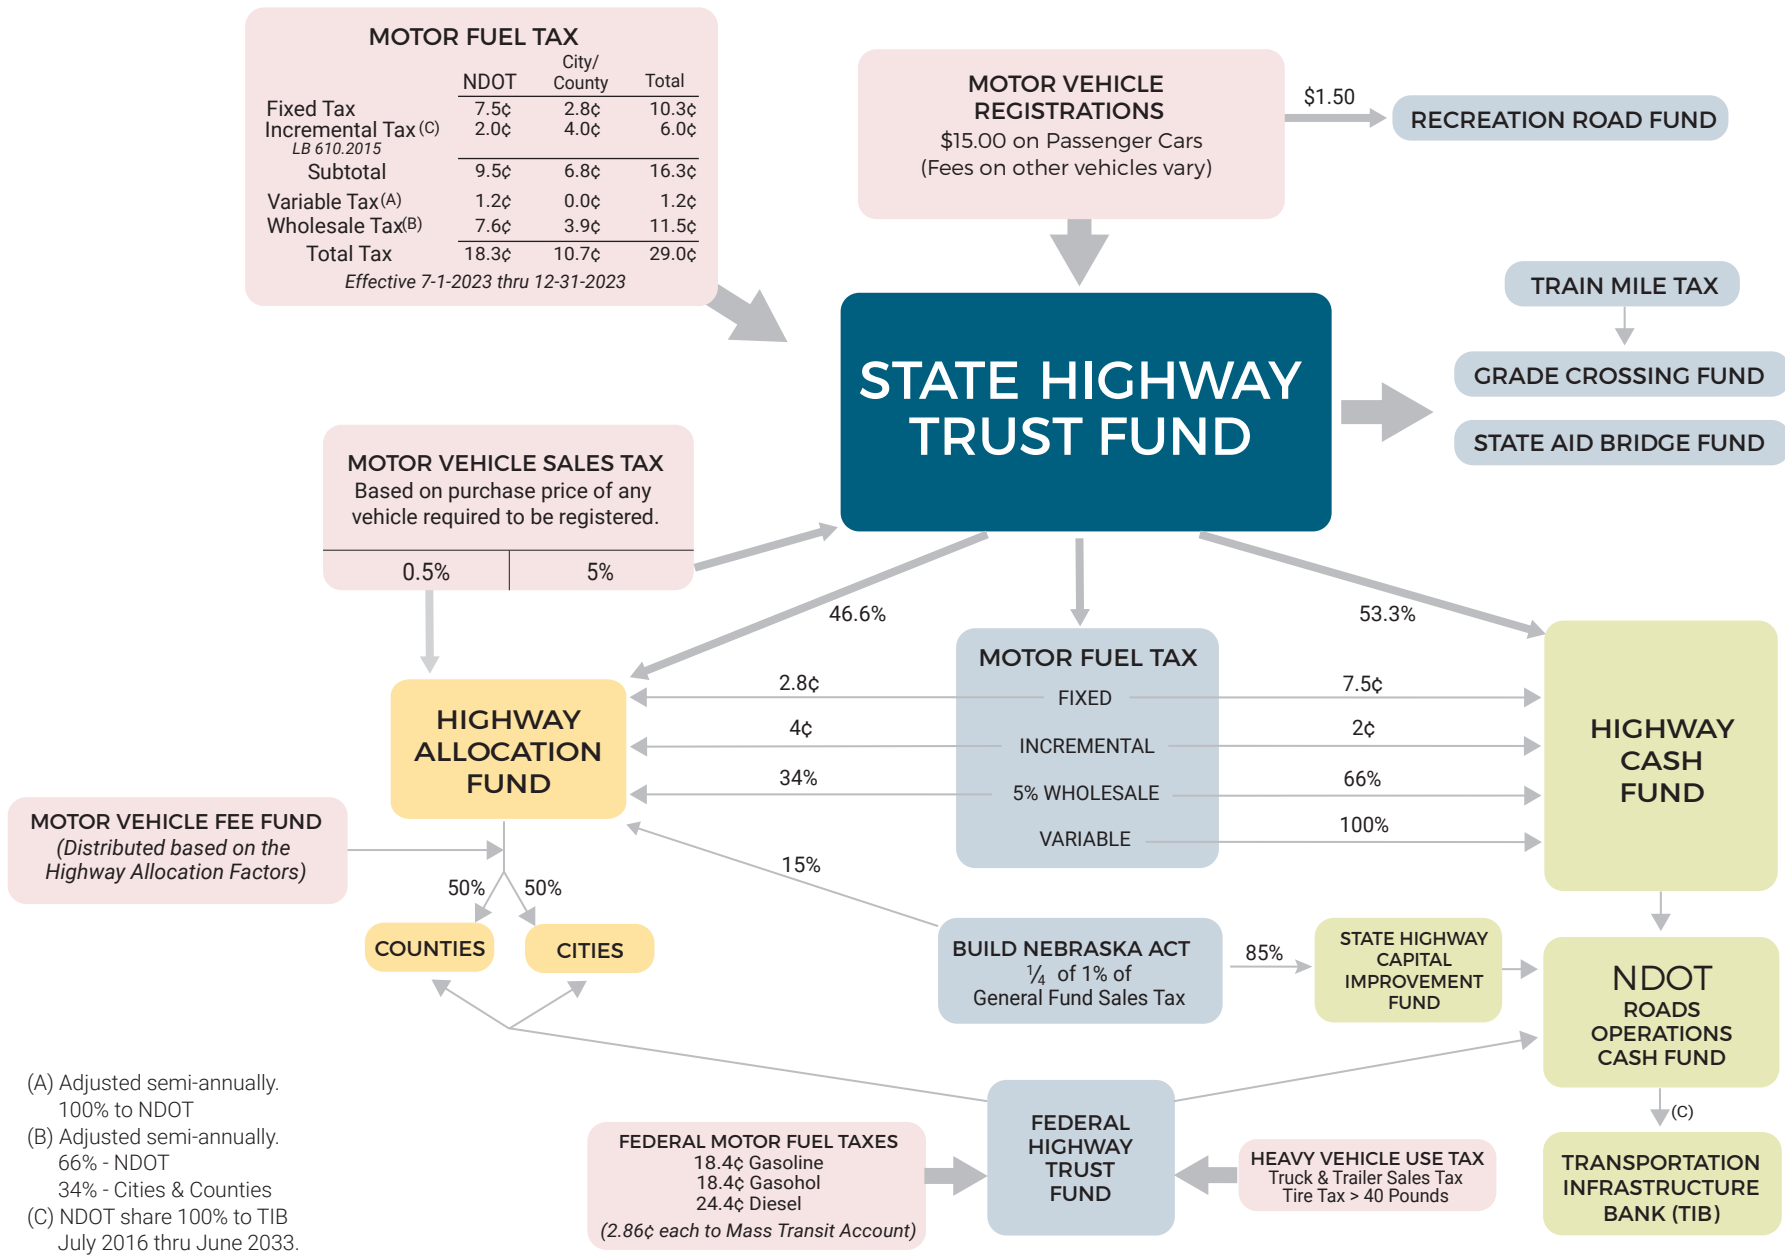 MOTOR FUEL TAX
NDOT City/ County Total
Fixed Tax 7.5¢ 2.8¢ 10.3¢
Incremental Tax (C) 2.0¢ 4.0¢ 6.0¢
LB 610.2015
Subtotal 9.5¢ 6.8¢ 16.3¢
Variable Tax (A) 1.2¢ 0.0¢ 1.2¢
Wholesale Tax (B) 7.6¢ 3.9¢ 11.5¢
Total Tax 18.3¢ 10.7¢ 29.0¢
Effective 7-1-2023 thru 12-31-2023
MOTOR VEHICLE
REGISTRATIONS
$15.00 on Passenger Cars
(Fees on other vehicles vary)
$1.50
RECREATION ROAD FUND
TRAIN MILE TAX
GRADE CROSSING FUND
STATE AID BRIDGE FUND
STATE HIGHWAY
TRUST FUND
MOTOR VEHICLE SALES TAX
Based on purchase price of any
vehicle required to be registered.
0.5% 5%
46.6%
53.3%
MOTOR FUEL TAX
2.8¢ FIXED 7.5¢
4¢ INCREMENTAL 2¢
34% 5% WHOLESALE 66%
VARIABLE 100%
HIGHWAY
ALLOCATION
FUND
HIGHWAY
CASH
FUND
MOTOR VEHICLE FEE FUND
(Distributed based on the
Highway Allocation Factors)
50% 50%
COUNTIES
CITIES
15%
BUILD NEBRASKA ACT
1/4 of 1% of
General Fund Sales Tax
85%
STATE HIGHWAY
CAPITAL
IMPROVEMENT
FUND
NDOT
ROADS
OPERATIONS
CASH FUND
(C)
TRANSPORTATION
INFRASTRUCTURE
BANK (TIB)
FEDERAL
HIGHWAY
TRUST
FUND
FEDERAL MOTOR FUEL TAXES
18.4¢ Gasoline
18.4¢ Gasohol
24.4¢ Diesel
(2.86¢ each to Mass Transit Account)
HEAVY VEHICLE USE TAX
Truck & Trailer Sales Tax
Tire Tax > 40 Pounds
(A) Adjusted semi-annually.
100% to NDOT
(B) Adjusted semi-annually.
66% - NDOT
34% - Cities & Counties
(C) NDOT share 100% to TIB
July 2016 thru June 2033.